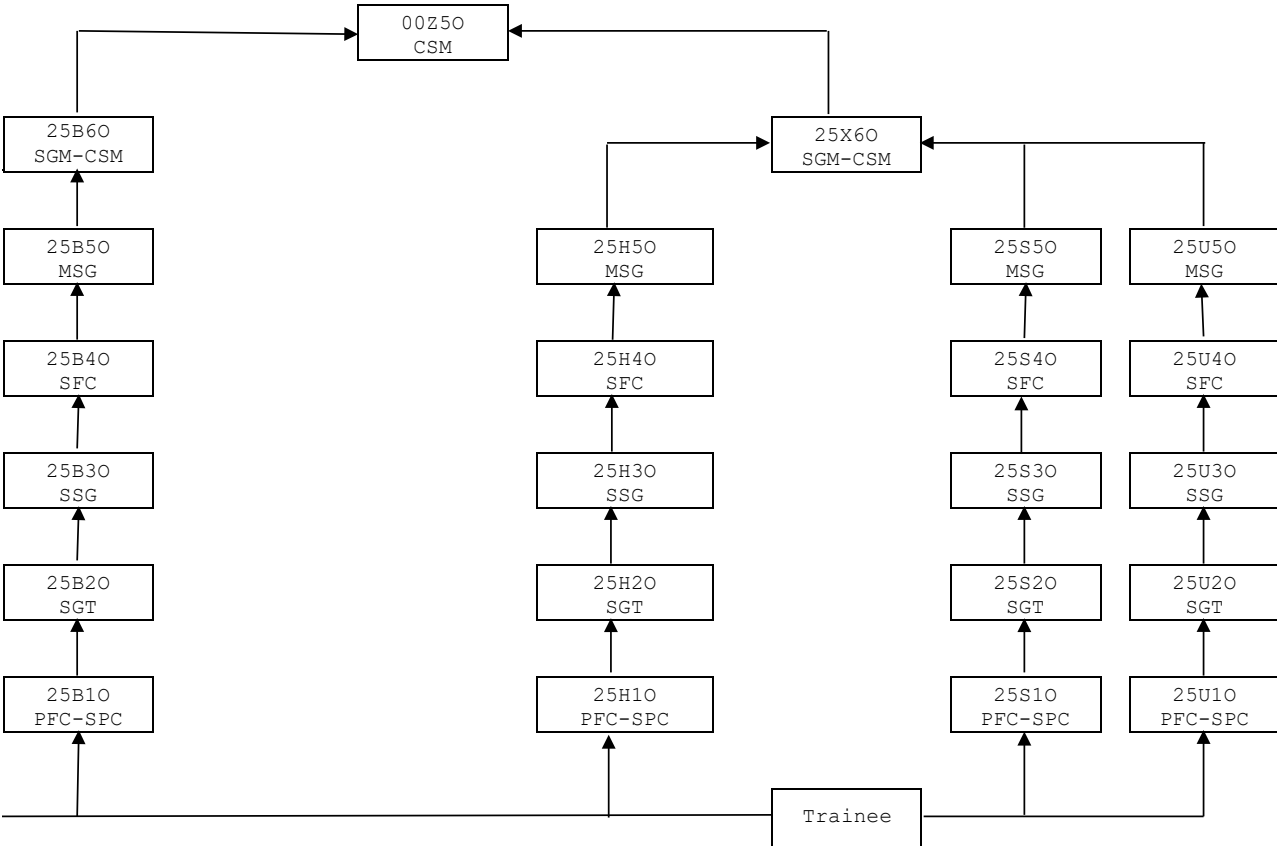 00Z5O
CSM
25B6O
SGM-CSM
25X6O
SGM-CSM
25B5O
MSG
25H5O
MSG
25S5O
MSG
25U5O
MSG
25B4O
SFC
25H4O
SFC
25S4O
SFC
25U4O
SFC
25B3O
SSG
25H3O
SSG
25S3O
SSG
25U3O
SSG
25B2O
SGT
25H2O
SGT
25S2O
SGT
25U2O
SGT
25B1O
PFC-SPC
25H1O
PFC-SPC
25S1O
PFC-SPC
25U1O
PFC-SPC
Trainee